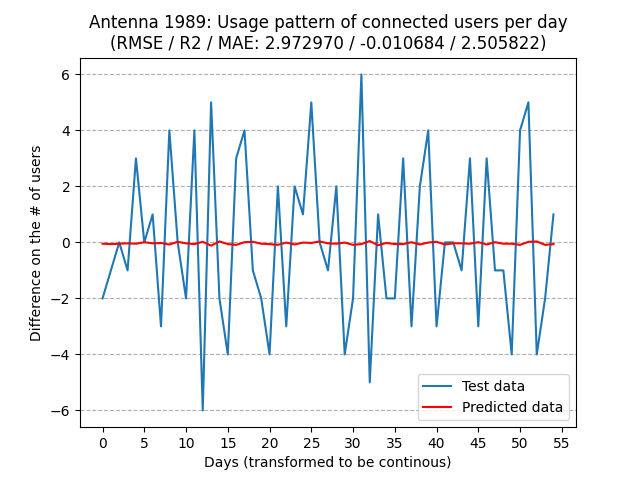 Antenna 1989: Usage pattern of connected users per day
(RMSE / R2 / MAE: 2.972970 / -0.010684 / 2.505822)
6
4
2
0
−2
−4
−6
Difference on the # of users
Test data
Predicted data
0 5 10 15 20 25 30 35 40 45 50 55
Days (transformed to be continous)